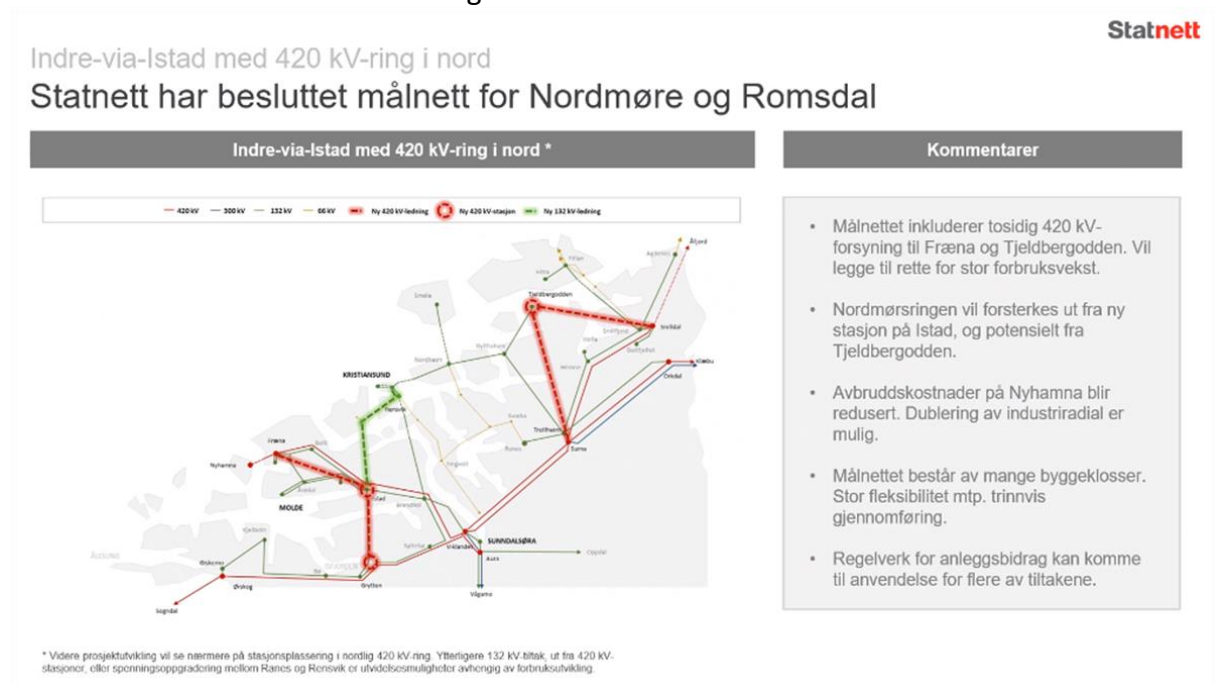 Statnett
Indre-via-Istad med 420 kV-ring i nord
Statnett har besluttet målnett for Nordmøre og Romsdal
Indre-via-Istad med 420 kV-ring i nord *
420 kV 300 kV 132 kV 66 kV Ny 420 kV-ledning Ny 420 kV-stasjon Ny 132 kV-ledning
Åfjord
Tjeldbergodden
Smøla
Snilldal
Klæbu
Orkdal
KRISTIANSUND
Rensvik
Trollheim
Surna
Ranes
Fræna
Nyhamna
Istad
MOLDE
SUNNDALSØRA
Viklandet
Aura
Oppdal
Vågåmo
ÅLESUND
Ørskog
Grytten
Sogndal
Kommentarer
• Målnettet inkluderer tosidig 420 kV-
forsyning til Fræna og Tjeldbergodden. Vil
legge til rette for stor forbruksvekst.
• Nordmørsringen vil forsterkes ut fra ny
stasjon på Istad, og potensielt fra
Tjeldbergodden.
• Avbruddskostnader på Nyhamna blir
redusert. Dublering av industriradial er
mulig.
• Målnettet består av mange byggeklosser.
Stor fleksibilitet mtp. trinnvis
gjennomføring.
• Regelverk for anleggsbidrag kan komme
til anvendelse for flere av tiltakene.
* Videre prosjektutvikling vil se nærmere på stasjonsplassering i nordlig 420 kV-ring. Ytterligere 132 kV-tiltak, ut fra 420 kV-
stasjoner, eller spenningsoppgradering mellom Ranes og Rensvik er utvidelsesmuligheter avhengig av forbruksutvikling.